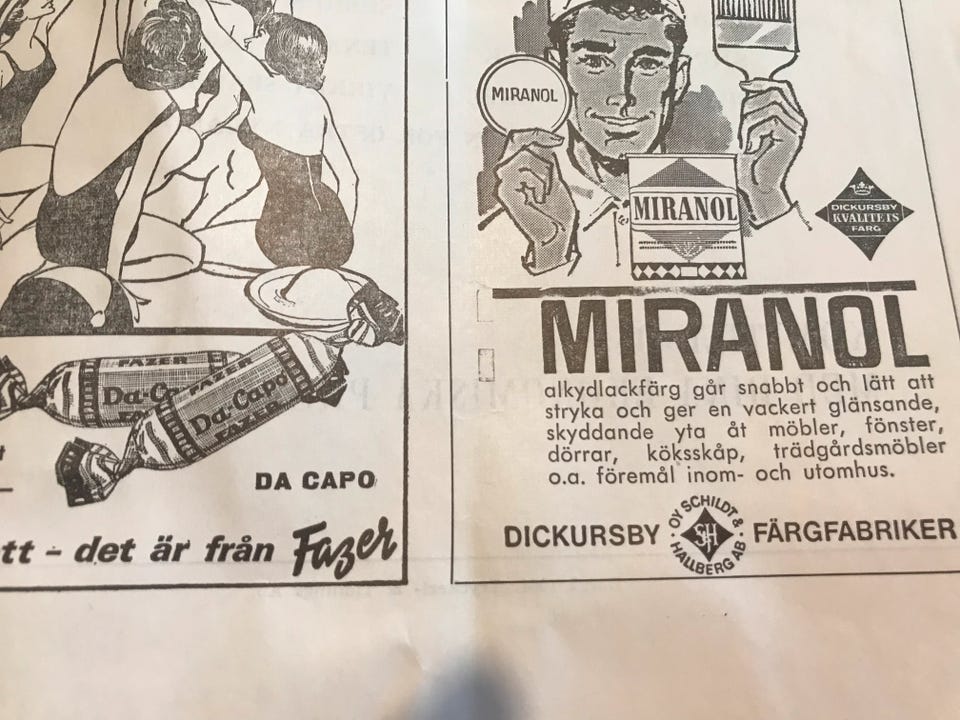 FAZER
Da-C
FAZER
Da-Capo
FAZER
DA CAPO
tt - det är från Fazer
MIRANOL
MIRANOL
DICKURSBY
KVALITETS
FÄRG
MIRANOL
alkydlackfärg går snabbt och lätt att
stryka och ger en vackert glänsande,
skyddande yta åt möbler, fönster,
dörrar, köksskåp, trädgårdsmöbler
o.a. föremål inom- och utomhus.
DICKURSBY
OY SCHILDT &
HALLBERG AB
SH
FÄRGFABRIKER